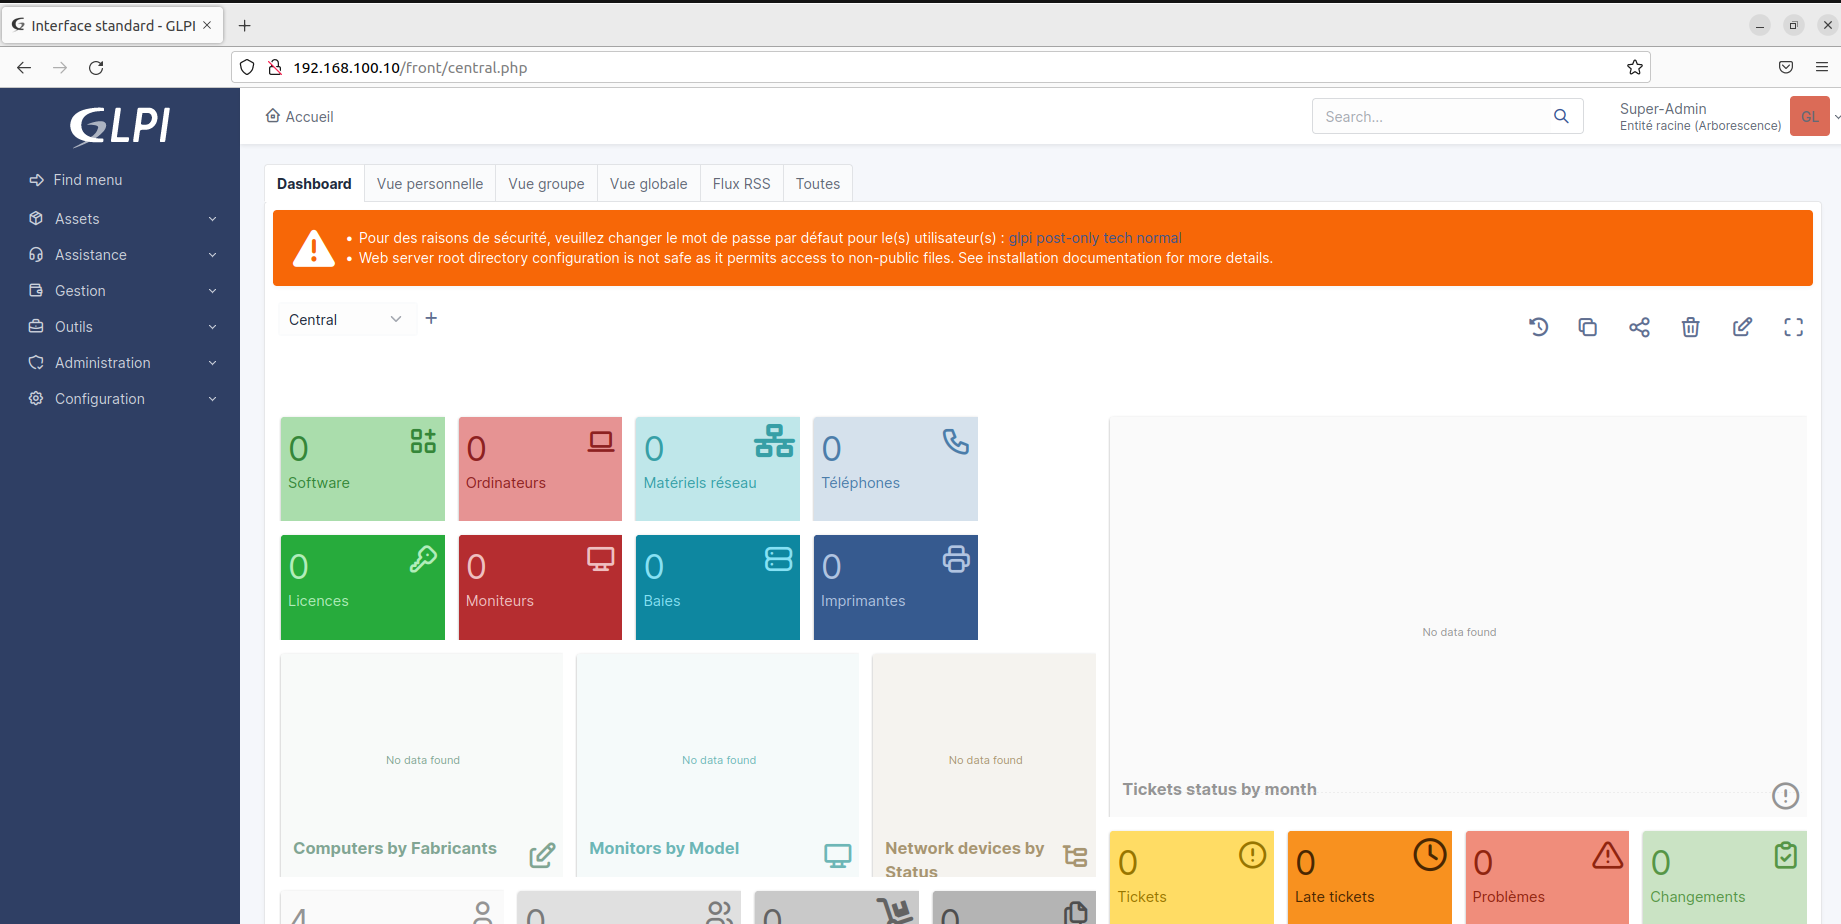 Interface standard - GLPI
192.168.100.10/front/central.php
GLPI
Find menu
Assets
Assistance
Gestion
Outils
Administration
Configuration
Accueil
Search...
Super-Admin
Entité racine (Arborescence)
GL
Dashboard
Vue personnelle
Vue groupe
Vue globale
Flux RSS
Toutes
• Pour des raisons de sécurité, veuillez changer le mot de passe par défaut pour le(s) utilisateur(s) : glpi post-only tech normal
• Web server root directory configuration is not safe as it permits access to non-public files. See installation documentation for more details.
Central
0
Software
0
Ordinateurs
0
Matériels réseau
0
Téléphones
0
Licences
0
Moniteurs
0
Baies
0
Imprimantes
No data found
Computers by Fabricants
No data found
Monitors by Model
No data found
Network devices by
Status
No data found
Tickets status by month
0
Tickets
0
Late tickets
0
Problèmes
0
Changements
4
0
0
0